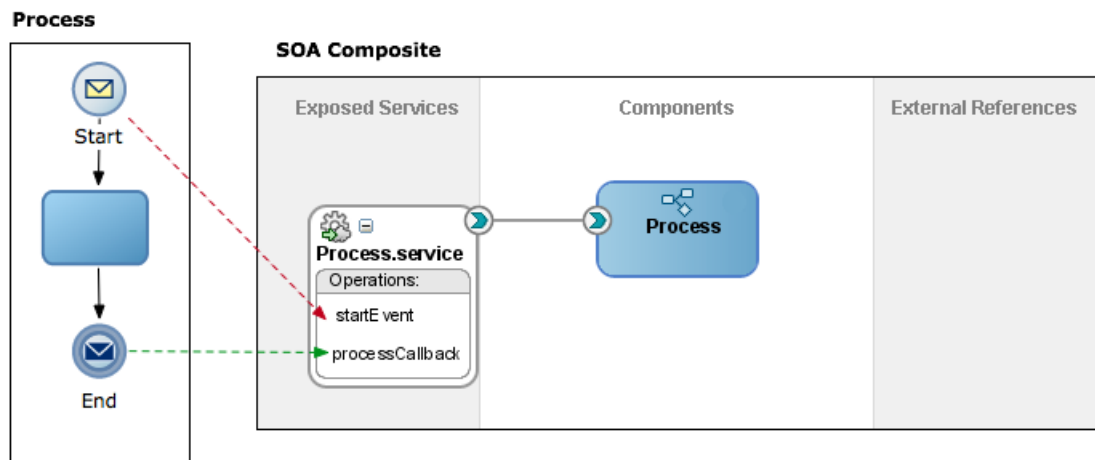 Process
SOA Composite
Start
End
Exposed Services
Components
External References
Process.service
Operations:
startEvent
processCallback
Process